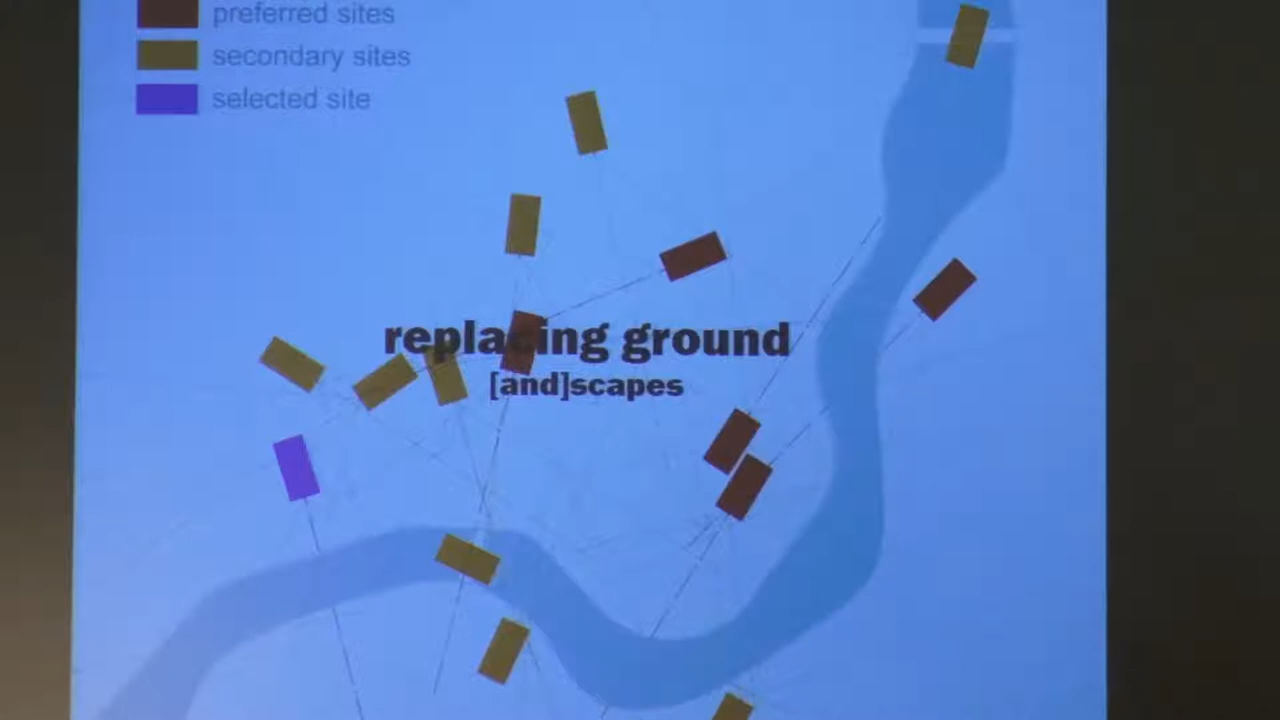 preferred sites
secondary sites
selected site
replacing ground
[and]scapes